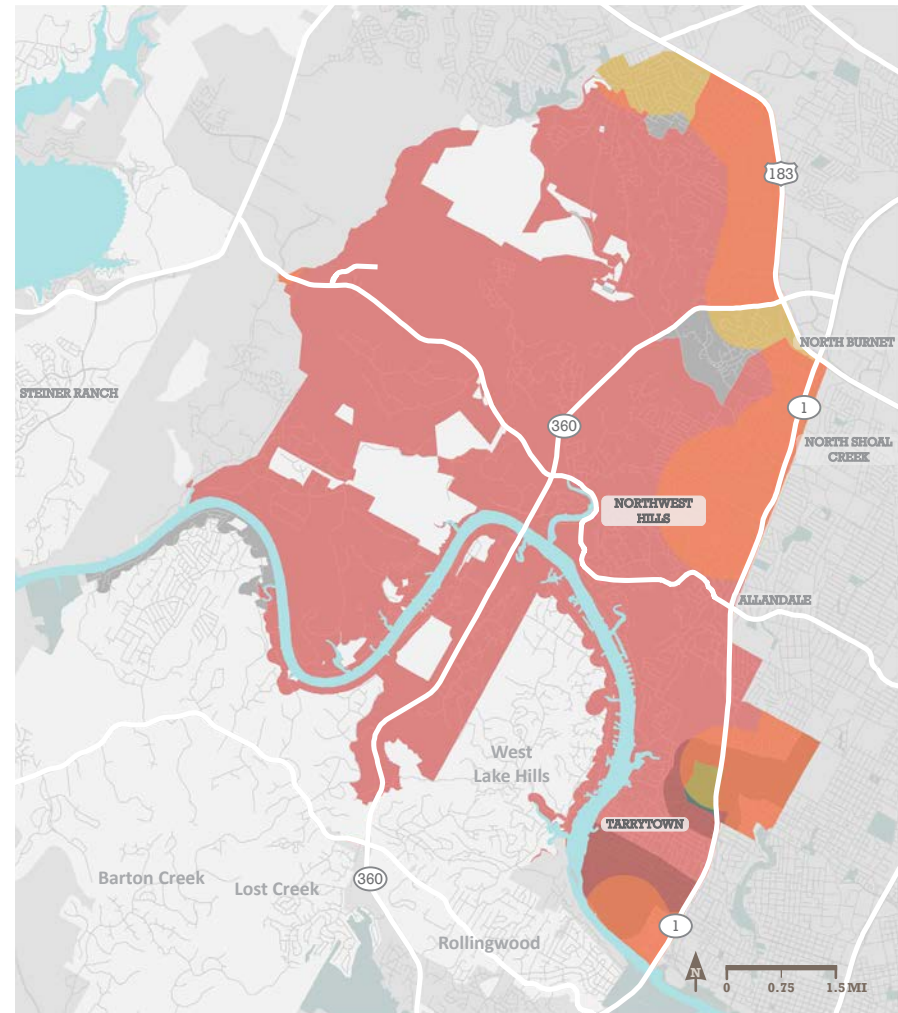 183
NORTH BURNET
STEINER RANCH
1
360
NORTH SHOAL
CREEK
NORTHWEST
HILLS
ALLANDALE
West
Lake Hills
TARRYTOWN
Barton Creek
360
Lost Creek
1
Rollingwood
N
0 0.75 1.5 MI